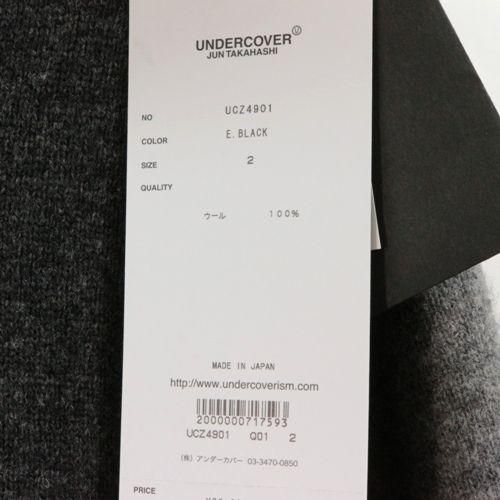 UNDERCOVER Ⓤ
JUN TAKAHASHI
NO UCZ4901
COLOR E.BLACK
SIZE 2
QUALITY
ウール 100%
MADE IN JAPAN
http://www.undercoverism.com
2000000717593
UCZ4901 Q01 2
(株) アンダーカバー 03-3470-0850
PRICE